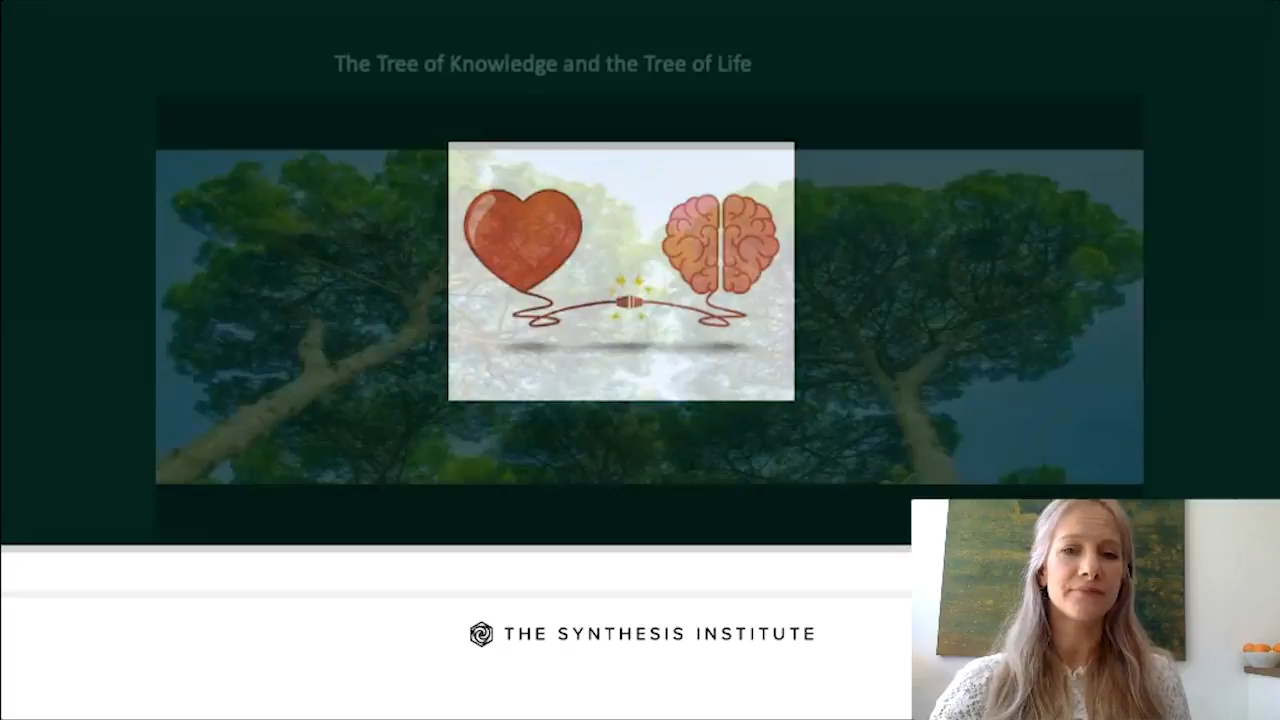 The Tree of Knowledge and the Tree of Life
THE SYNTHESIS INSTITUTE